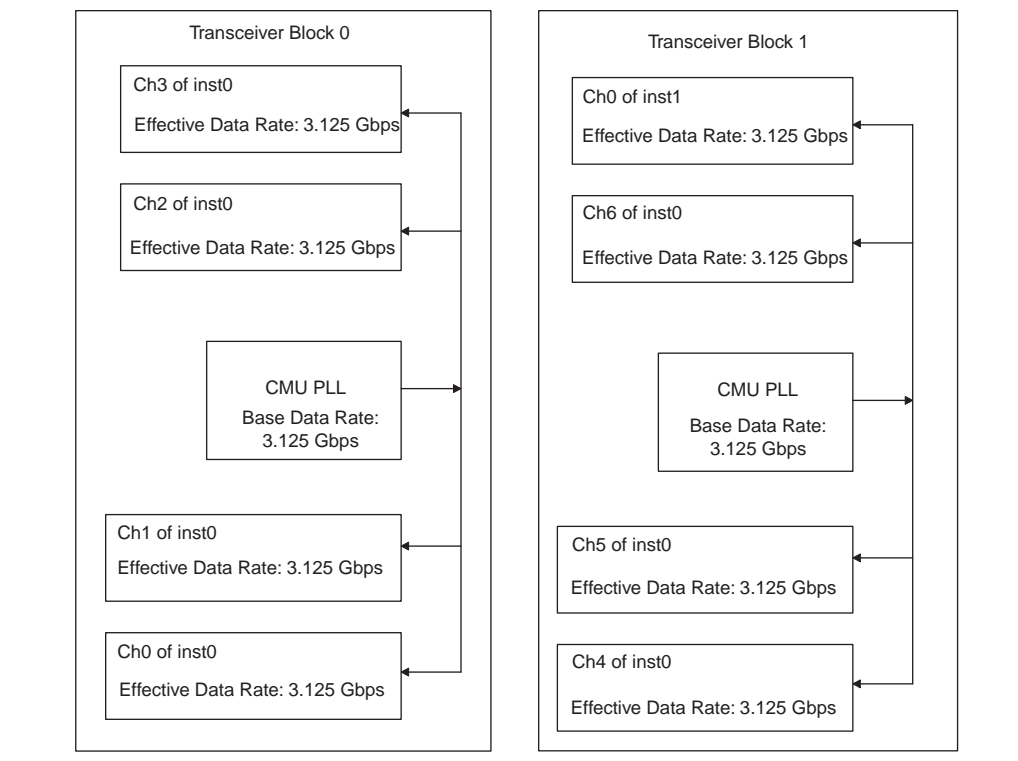 Transceiver Block 0
Ch3 of inst0
Effective Data Rate: 3.125 Gbps
Ch2 of inst0
Effective Data Rate: 3.125 Gbps
CMU PLL
Base Data Rate:
3.125 Gbps
Ch1 of inst0
Effective Data Rate: 3.125 Gbps
Ch0 of inst0
Effective Data Rate: 3.125 Gbps
Transceiver Block 1
Ch0 of inst1
Effective Data Rate: 3.125 Gbps
Ch6 of inst0
Effective Data Rate: 3.125 Gbps
CMU PLL
Base Data Rate:
3.125 Gbps
Ch5 of inst0
Effective Data Rate: 3.125 Gbps
Ch4 of inst0
Effective Data Rate: 3.125 Gbps